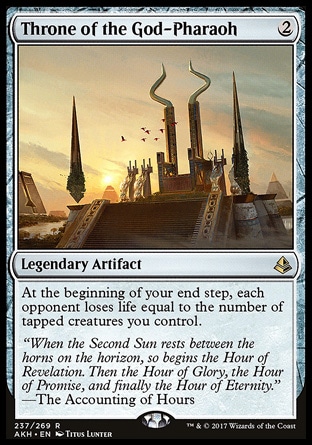 Throne of the God-Pharaoh 2
Legendary Artifact
At the beginning of your end step, each
opponent loses life equal to the number of
tapped creatures you control.
"When the Second Sun rests between the
horns on the horizon, so begins the Hour of
Revelation. Then the Hour of Glory, the Hour
of Promise, and finally the Hour of Eternity."
—The Accounting of Hours
237/269 R
AKH • EN Titus Lunter
™ & © 2017 Wizards of the Coast